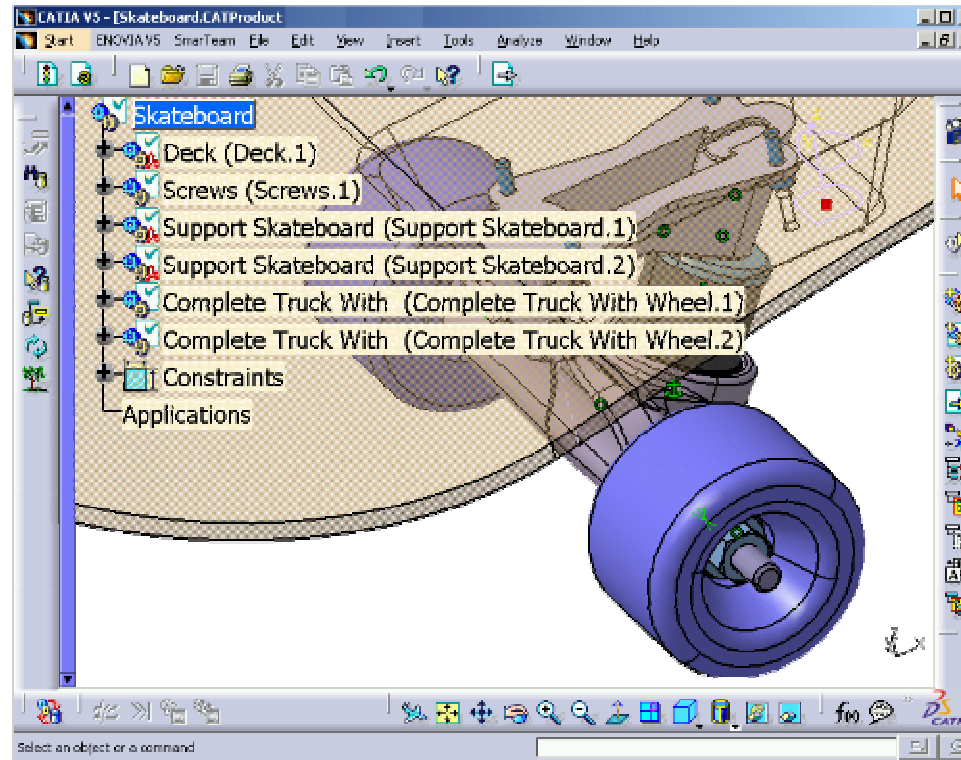 CATIA V5 - [Skateboard.CATProduct
Start ENOVIA V5 SmarTeam File Edit View Insert Tools Analyze Window Help
Skateboard
Deck (Deck.1)
Screws (Screws.1)
Support Skateboard (Support Skateboard.1)
Support Skateboard (Support Skateboard.2)
Complete Truck With (Complete Truck With Wheel.1)
Complete Truck With (Complete Truck With Wheel.2)
Constraints
Applications
z
x
f(x)
CATI
Select an object or a command